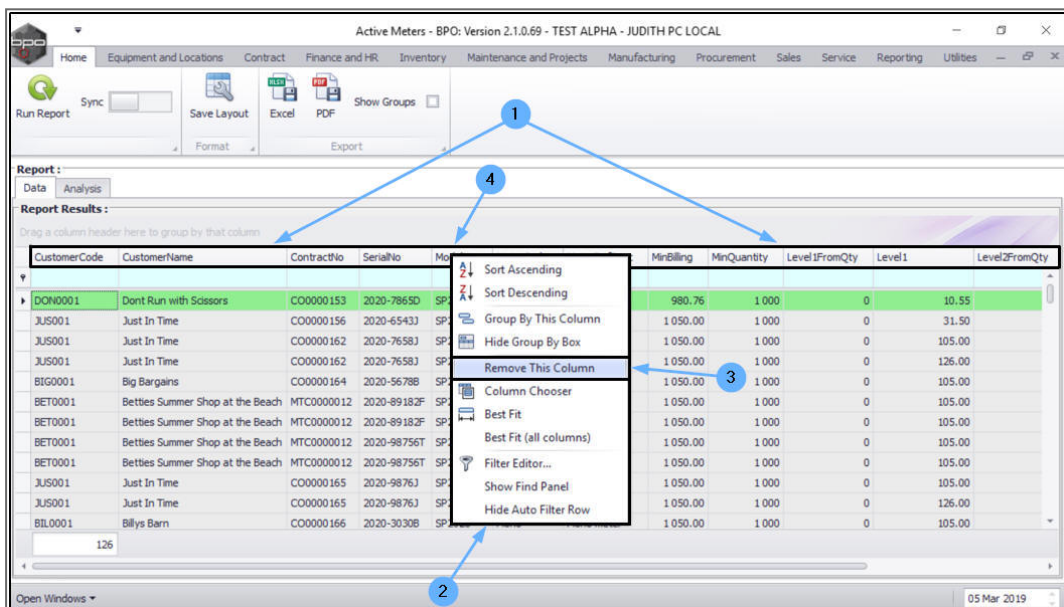 Active Meters - BPO: Version 2.1.0.69 - TEST ALPHA - JUDITH PC LOCAL
bpo
Home Equipment and Locations Contract Finance and HR Inventory Maintenance and Projects Manufacturing Procurement Sales Service Reporting Utilities
Run Report Sync Save Layout Excel PDF Show Groups
Format Export
1
Report :
Data Analysis
4
Report Results :
Drag a column header here to group by that column
CustomerCode CustomerName ContractNo SerialNo MinBilling MinQuantity Level1FromQty Level1 Level2FromQty
DON0001 Dont Run with Scissors CO0000153 2020-7865D 980.76 1 000 0 10.55
JUS001 Just In Time CO0000156 2020-6543J 1 050.00 1 000 0 31.50
JUS001 Just In Time CO0000162 2020-7658J 1 050.00 1 000 0 105.00
JUS001 Just In Time CO0000162 2020-7658J 1 050.00 1 000 0 126.00
BIG0001 Big Bargains CO0000164 2020-5678B 1 050.00 1 000 0 105.00
BET0001 Betties Summer Shop at the Beach MTC0000012 2020-89182F 1 050.00 1 000 0 105.00
BET0001 Betties Summer Shop at the Beach MTC0000012 2020-89182F 1 050.00 1 000 0 105.00
BET0001 Betties Summer Shop at the Beach MTC0000012 2020-98756T 1 050.00 1 000 0 105.00
BET0001 Betties Summer Shop at the Beach MTC0000012 2020-98756T 1 050.00 1 000 0 105.00
JUS001 Just In Time CO0000165 2020-9876J 1 050.00 1 000 0 105.00
JUS001 Just In Time CO0000165 2020-9876J 1 050.00 1 000 0 126.00
BIL0001 Billys Barn CO0000166 2020-3030B 1 050.00 1 000 0 105.00
126
Sort Ascending
Sort Descending
Group By This Column
Hide Group By Box
Remove This Column
Column Chooser
Best Fit
Best Fit (all columns)
Filter Editor...
Show Find Panel
Hide Auto Filter Row
3
2
Open Windows 05 Mar 2019